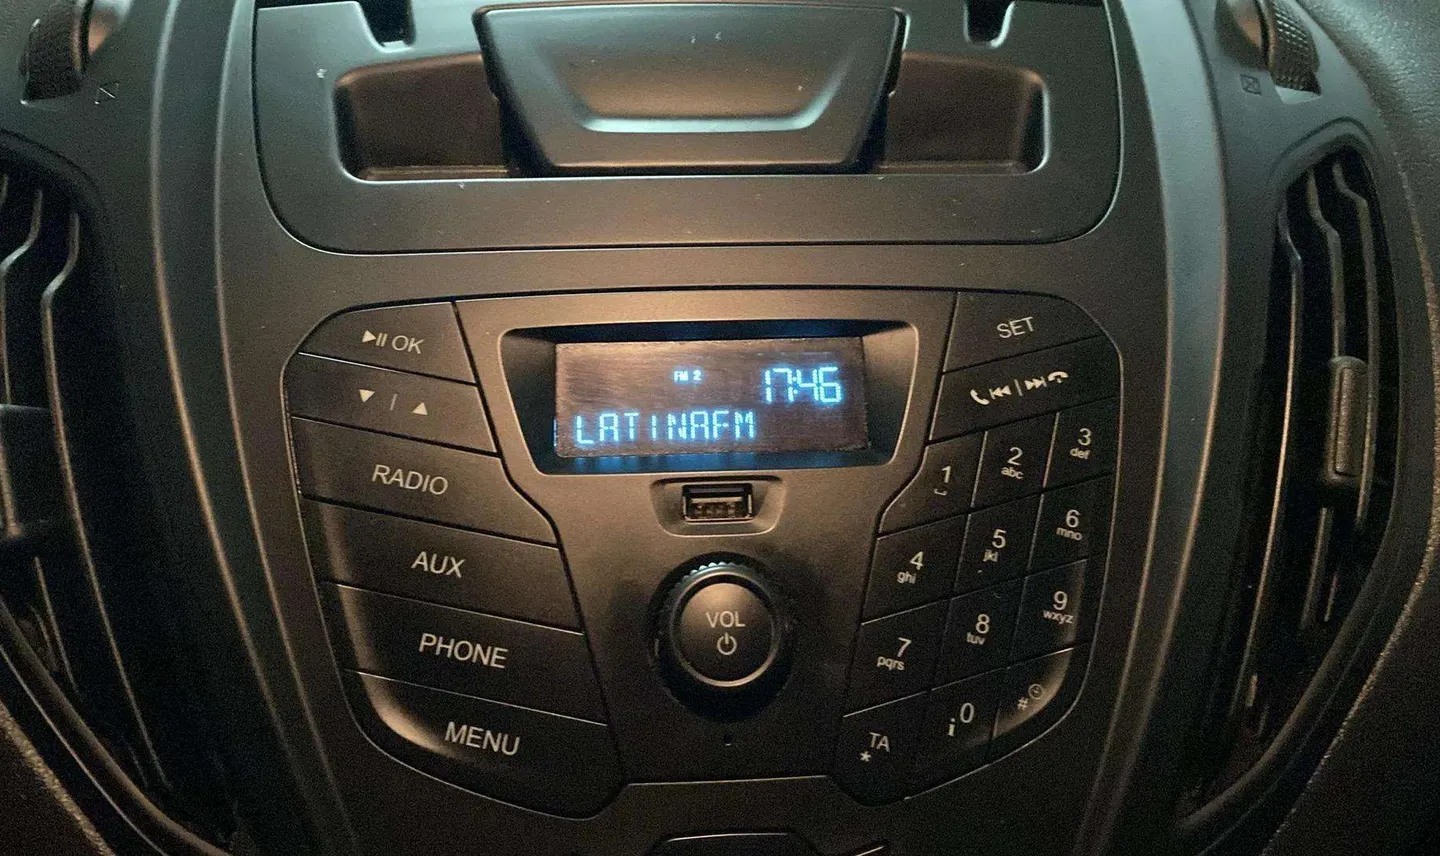 FM 2
17:46
LATINAFM
OK
RADIO
AUX
PHONE
MENU
VOL
SET
1
2
abc
3
def
4
ghi
5
jkl
6
mno
7
pqrs
8
tuv
9
wxyz
TA
*
i 0
#